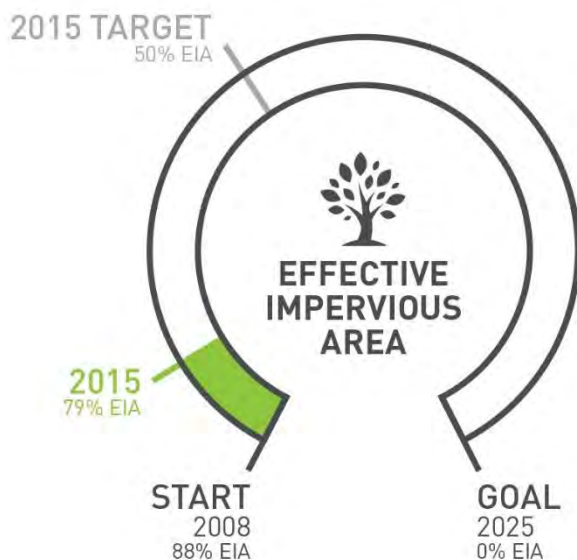 2015 TARGET
50% EIA
EFFECTIVE
IMPERVIOUS
AREA
2015
79% EIA
START
2008
88% EIA
GOAL
2025
0% EIA